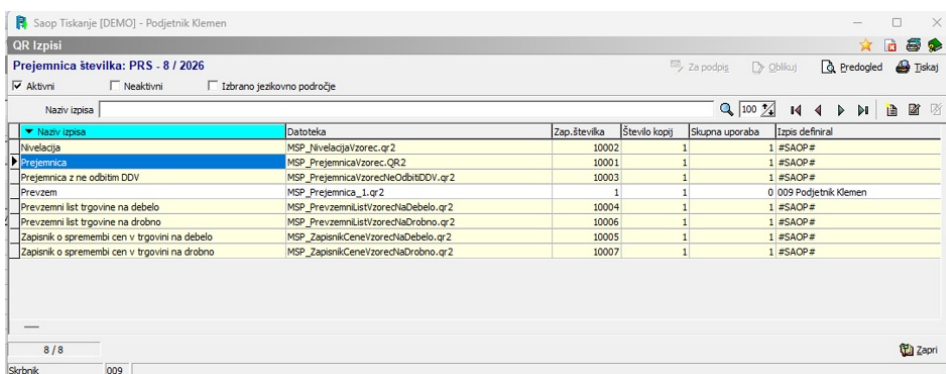 Saop Tiskanje [DEMO] - Podjetnik Klemen
QR Izpisi
Prejemnica številka: PRS - 8 / 2026
Za podpis Oblikuj Predogled Tiskaj
Aktivni Neaktivni Izbrano jezikovno področje
Naziv izpisa 100
Naziv izpisa Datoteka Zap.številka Število kopij Skupna uporaba Izpis definiral
Nivelacija MSP_NivelacijaVzorec.qr2 10002 1 1 #SAOP#
Prejemnica MSP_PrejemnicaVzorec.QR2 10001 1 1 #SAOP#
Prejemnica z ne odbitim DDV MSP_PrejemnicaVzorecNeOdbitiDDV.qr2 10003 1 1 #SAOP#
Prevzem MSP_Prejemnica_1.qr2 1 1 0 009 Podjetnik Klemen
Prevzemni list trgovine na debelo MSP_PrevzemniListVzorecNaDebelo.qr2 10004 1 1 #SAOP#
Prevzemni list trgovine na drobno MSP_PrevzemniListVzorecNaDrobno.qr2 10006 1 1 #SAOP#
Zapisnik o spremembi cen v trgovini na debelo MSP_ZapisnikCeneVzorecNaDebelo.qr2 10005 1 1 #SAOP#
Zapisnik o spremembi cen v trgovini na drobno MSP_ZapisnikCeneVzorecNaDrobno.qr2 10007 1 1 #SAOP#
8 / 8
Zapri
Skrbnik 009